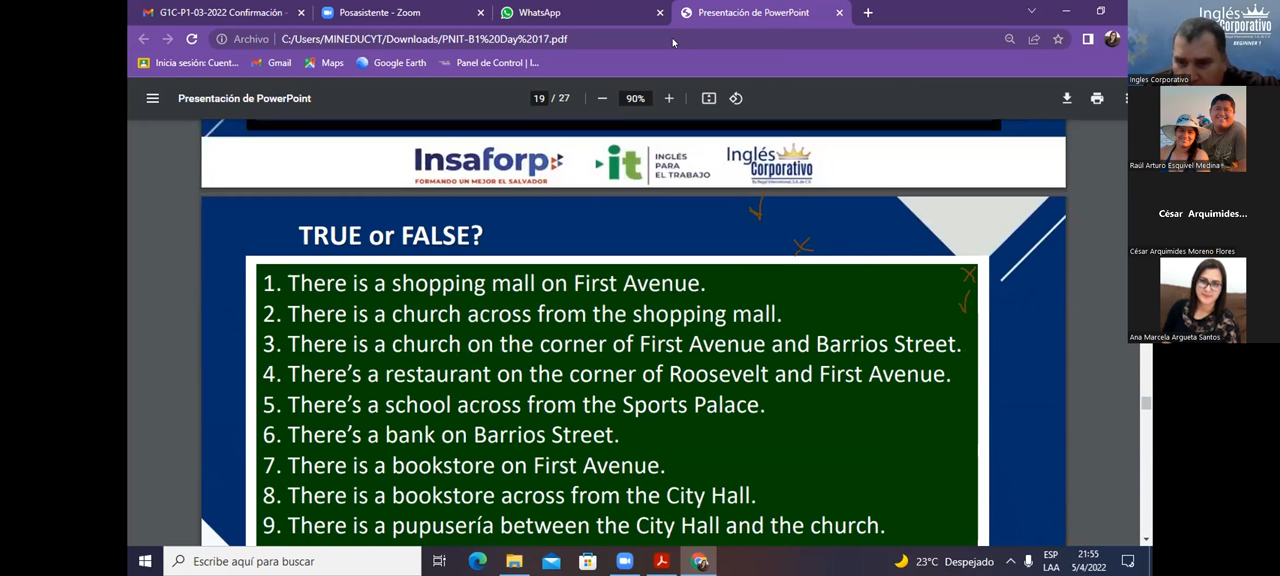 G1C-P1-03-2022 Confirmación
Posasistente - Zoom
WhatsApp
Presentación de PowerPoint
Archivo
C:/Users/MINEDUCYT/Downloads/PNIT-B1%20Day%2017.pdf
Inicia sesión: Cuent...
Gmail
Maps
Google Earth
Panel de Control | I...
Presentación de PowerPoint
19 / 27
90%
Insaforp
FORMANDO UN MEJOR EL SALVADOR
it
INGLÉS
PARA
EL TRABAJO
Inglés
Corporativo
TRUE or FALSE?
1. There is a shopping mall on First Avenue.
2. There is a church across from the shopping mall.
3. There is a church on the corner of First Avenue and Barrios Street.
4. There’s a restaurant on the corner of Roosevelt and First Avenue.
5. There’s a school across from the Sports Palace.
6. There’s a bank on Barrios Street.
7. There is a bookstore on First Avenue.
8. There is a bookstore across from the City Hall.
9. There is a pupusería between the City Hall and the church.
Inglés
Corporativo
BEGINNER 1
Ingles Corporativo
Raúl Arturo Esquivel Medina
César Arquimides...
César Arquimides Moreno Flores
Ana Marcela Argueta Santos
Escribe aquí para buscar
23°C Despejado
ESP
LAA
21:55
5/4/2022